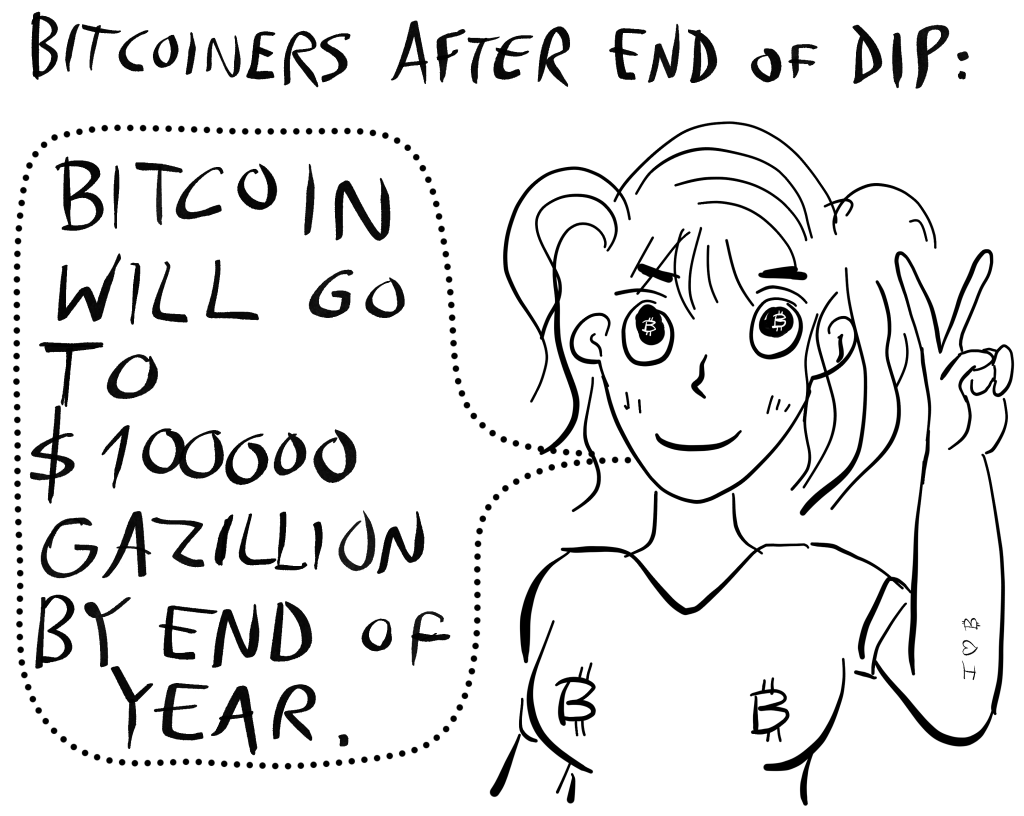 BITCOINERS AFTER END OF DIP:
BITCOIN
WILL GO
TO
$100000
GAZILLION
BY END OF
YEAR.
₿ ₿
I ♡ ₿
₿ ₿